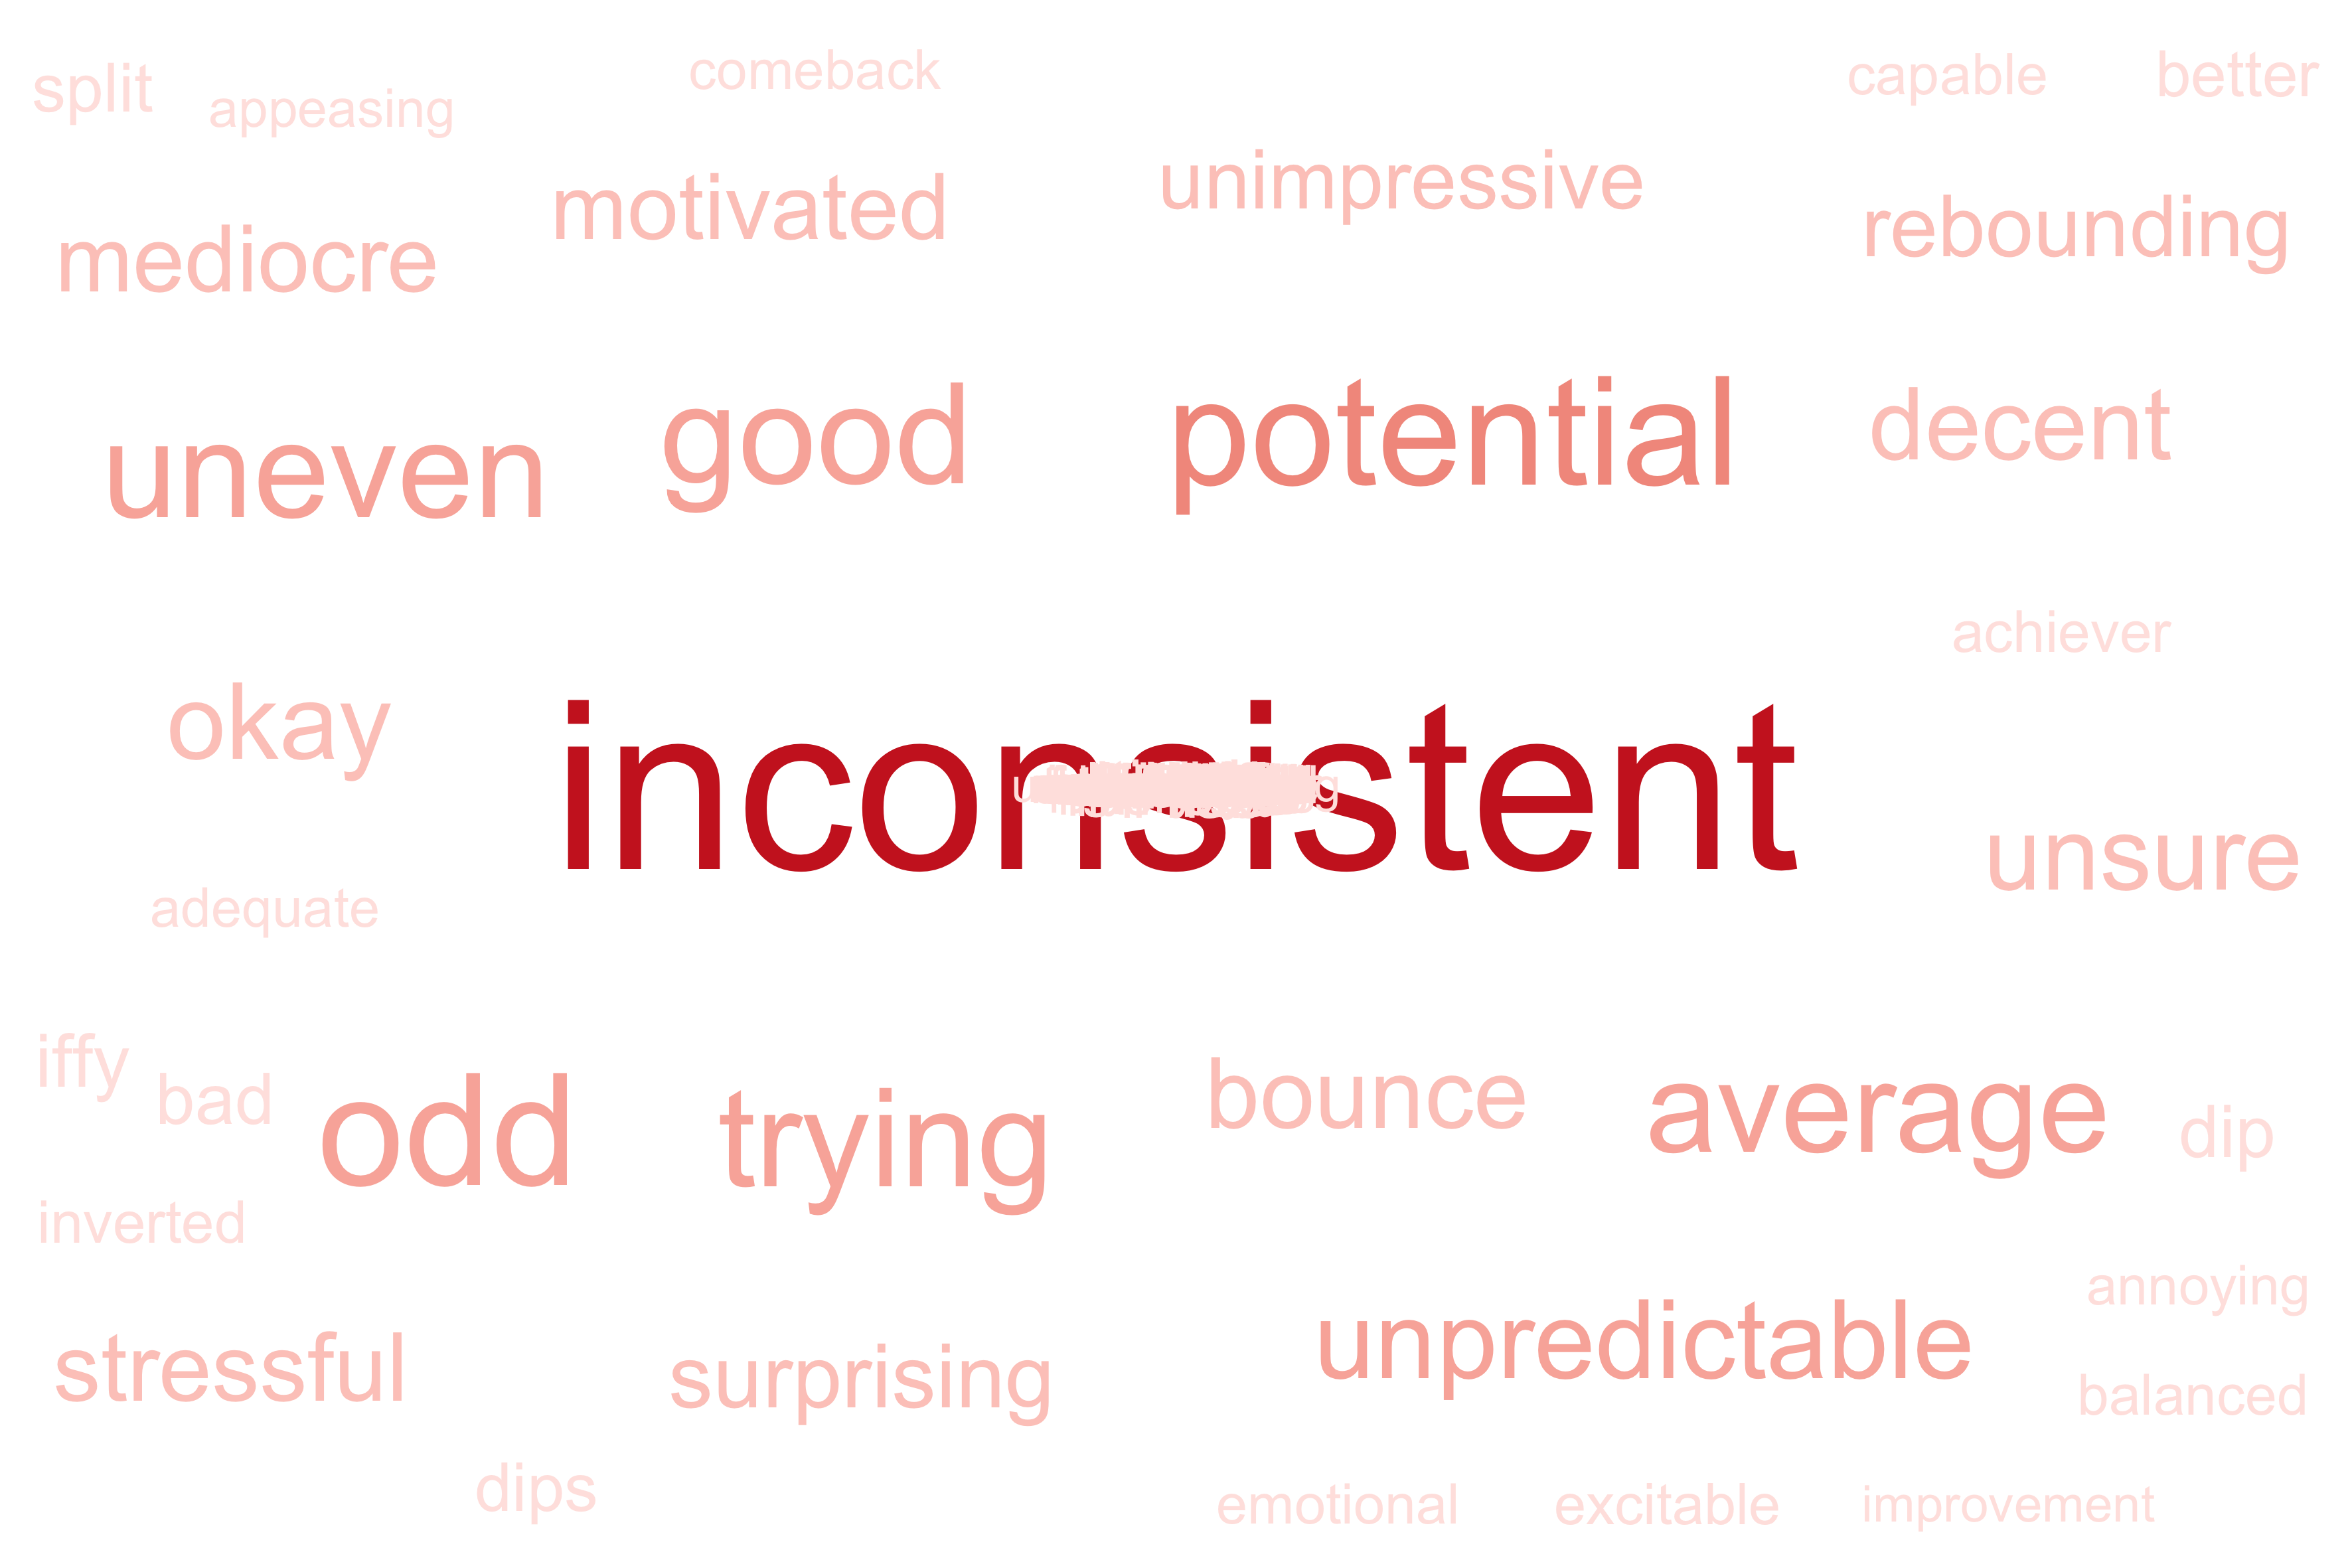 split
appeasing
comeback
capable
better
motivated
unimpressive
mediocre
rebounding
uneven
good
potential
decent
achiever
okay
inconsistent
unsure
adequate
iffy
bad
odd
trying
bounce
average
dip
inverted
annoying
stressful
surprising
unpredictable
balanced
dips
emotional
excitable
improvement